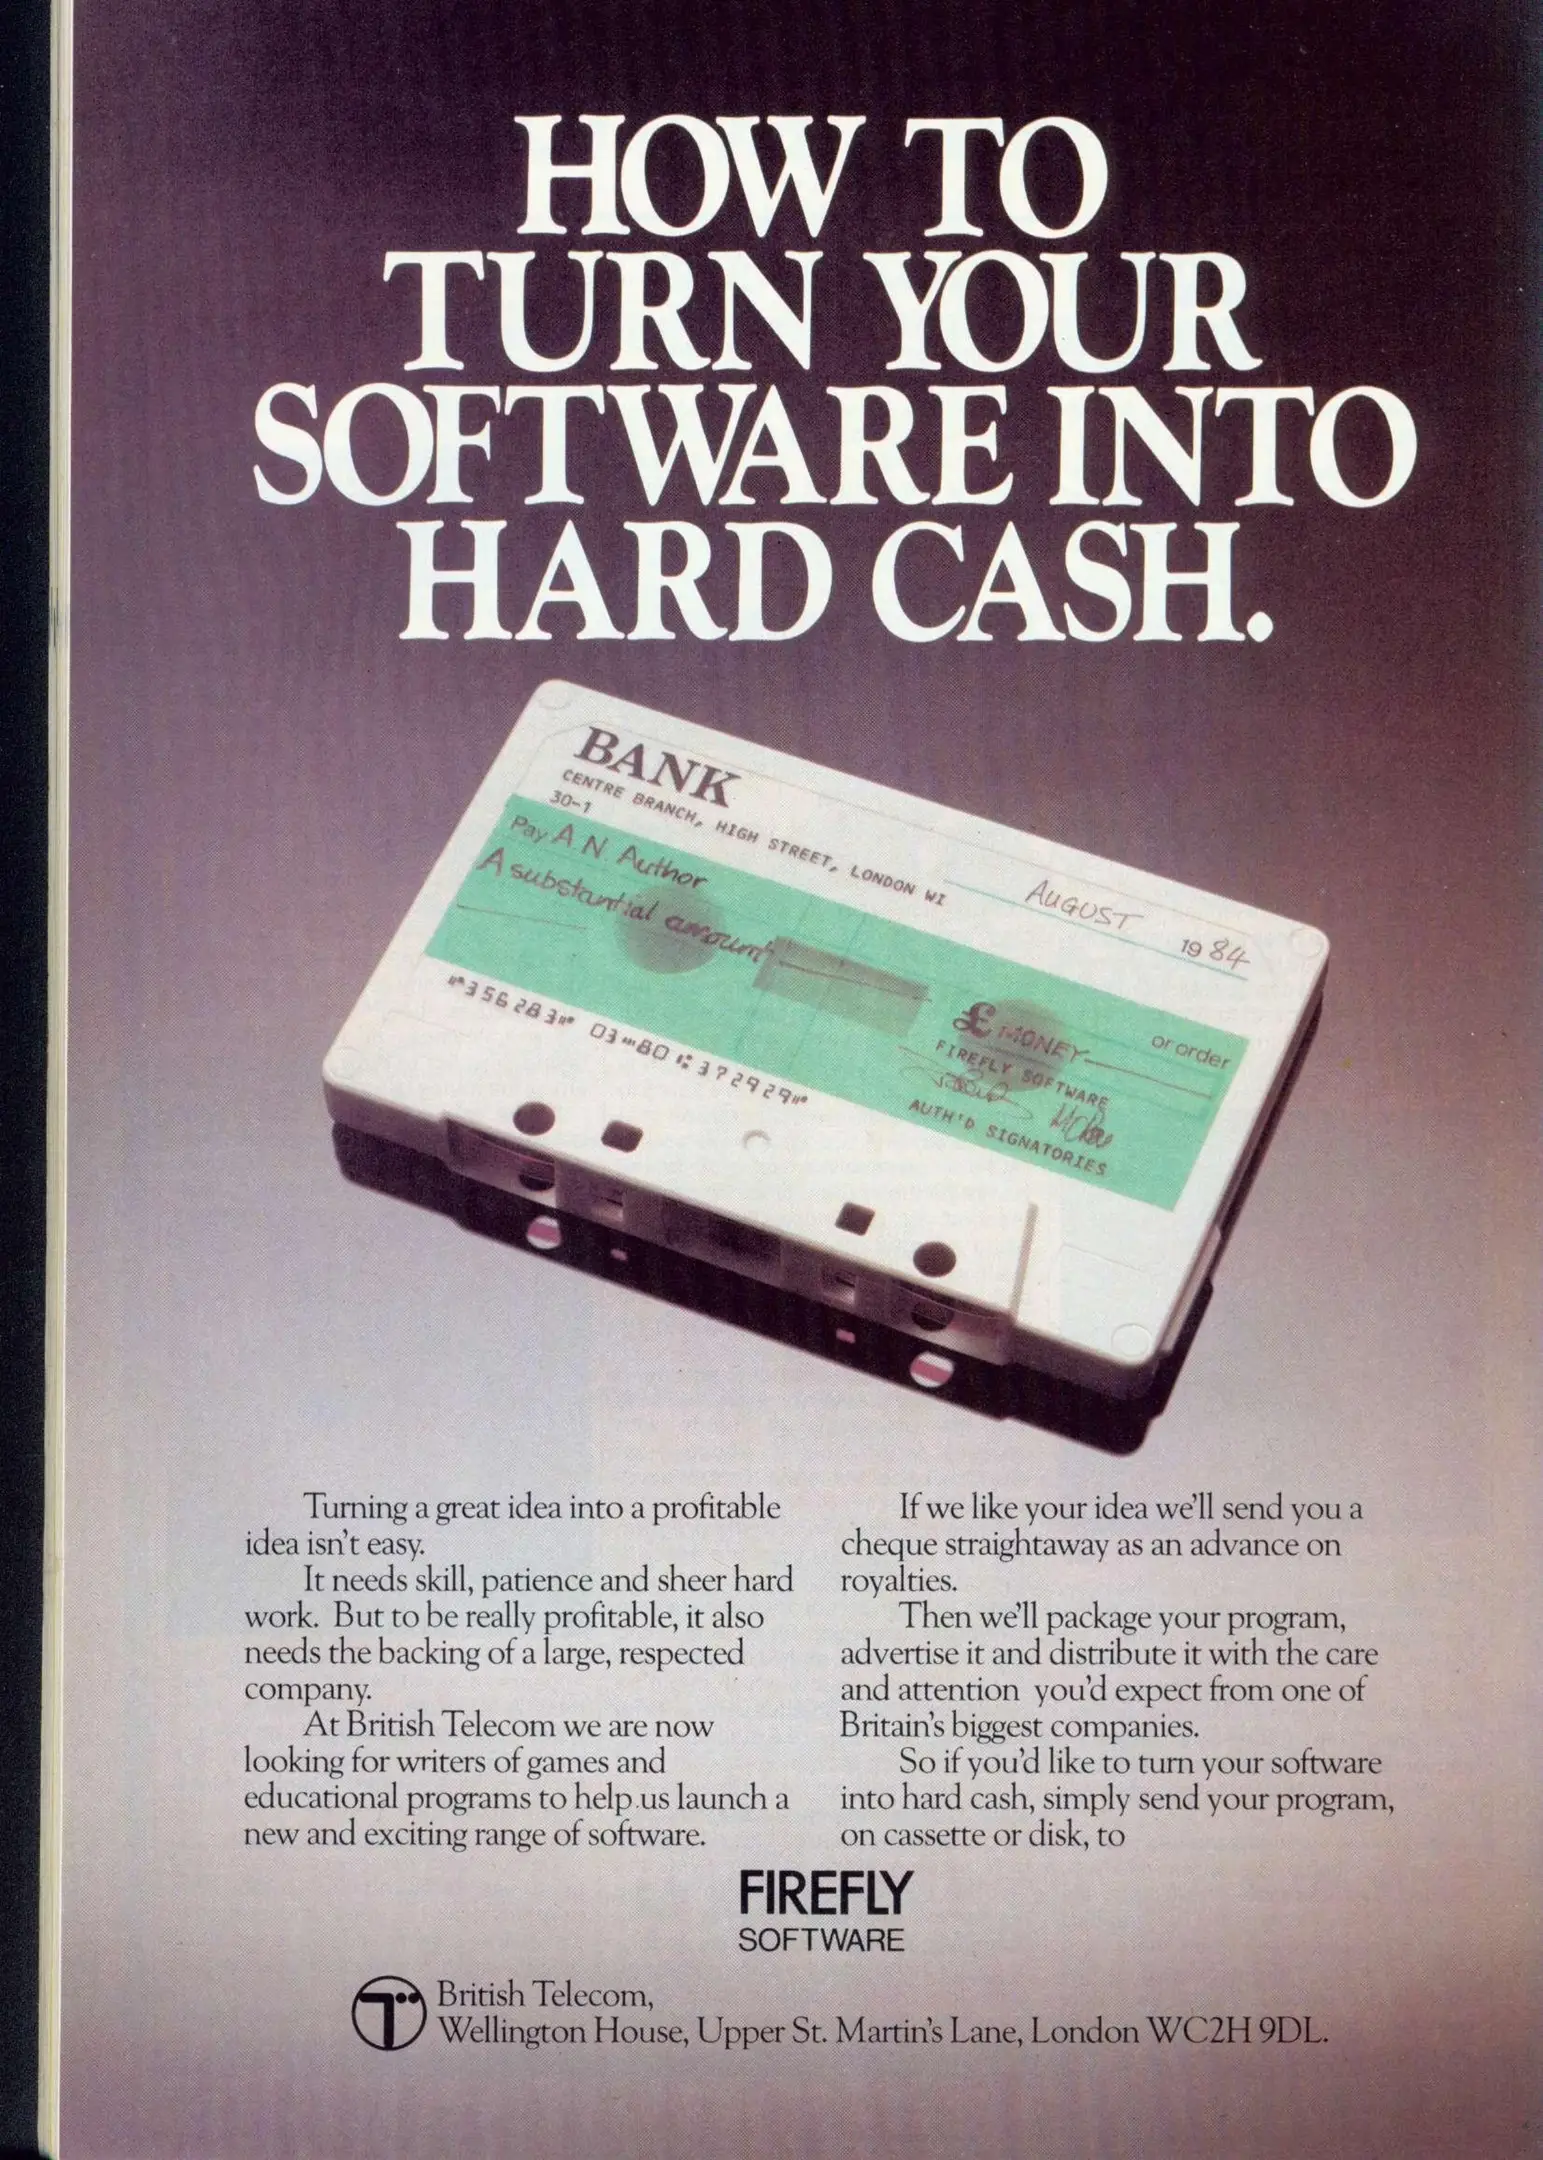 HOW TO
TURN YOUR
SOFTWARE INTO
HARD CASH.
BANK
CENTRE BRANCH, HIGH STREET, LONDON W1
30-1
AUGUST
1984
Pay A.N. Author
A substantial amount
£ MONEY
or order
FIREFLY SOFTWARE
AUTH'D SIGNATORIES
⑈356283⑈ 03⑉80 ⑆372929⑈
Turning a great idea into a profitable
idea isn't easy.
It needs skill, patience and sheer hard
work. But to be really profitable, it also
needs the backing of a large, respected
company.
At British Telecom we are now
looking for writers of games and
educational programs to help us launch a
new and exciting range of software.
If we like your idea we'll send you a
cheque straightaway as an advance on
royalties.
Then we'll package your program,
advertise it and distribute it with the care
and attention you'd expect from one of
Britain's biggest companies.
So if you'd like to turn your software
into hard cash, simply send your program,
on cassette or disk, to
FIREFLY
SOFTWARE
British Telecom,
Wellington House, Upper St. Martin's Lane, London WC2H 9DL.